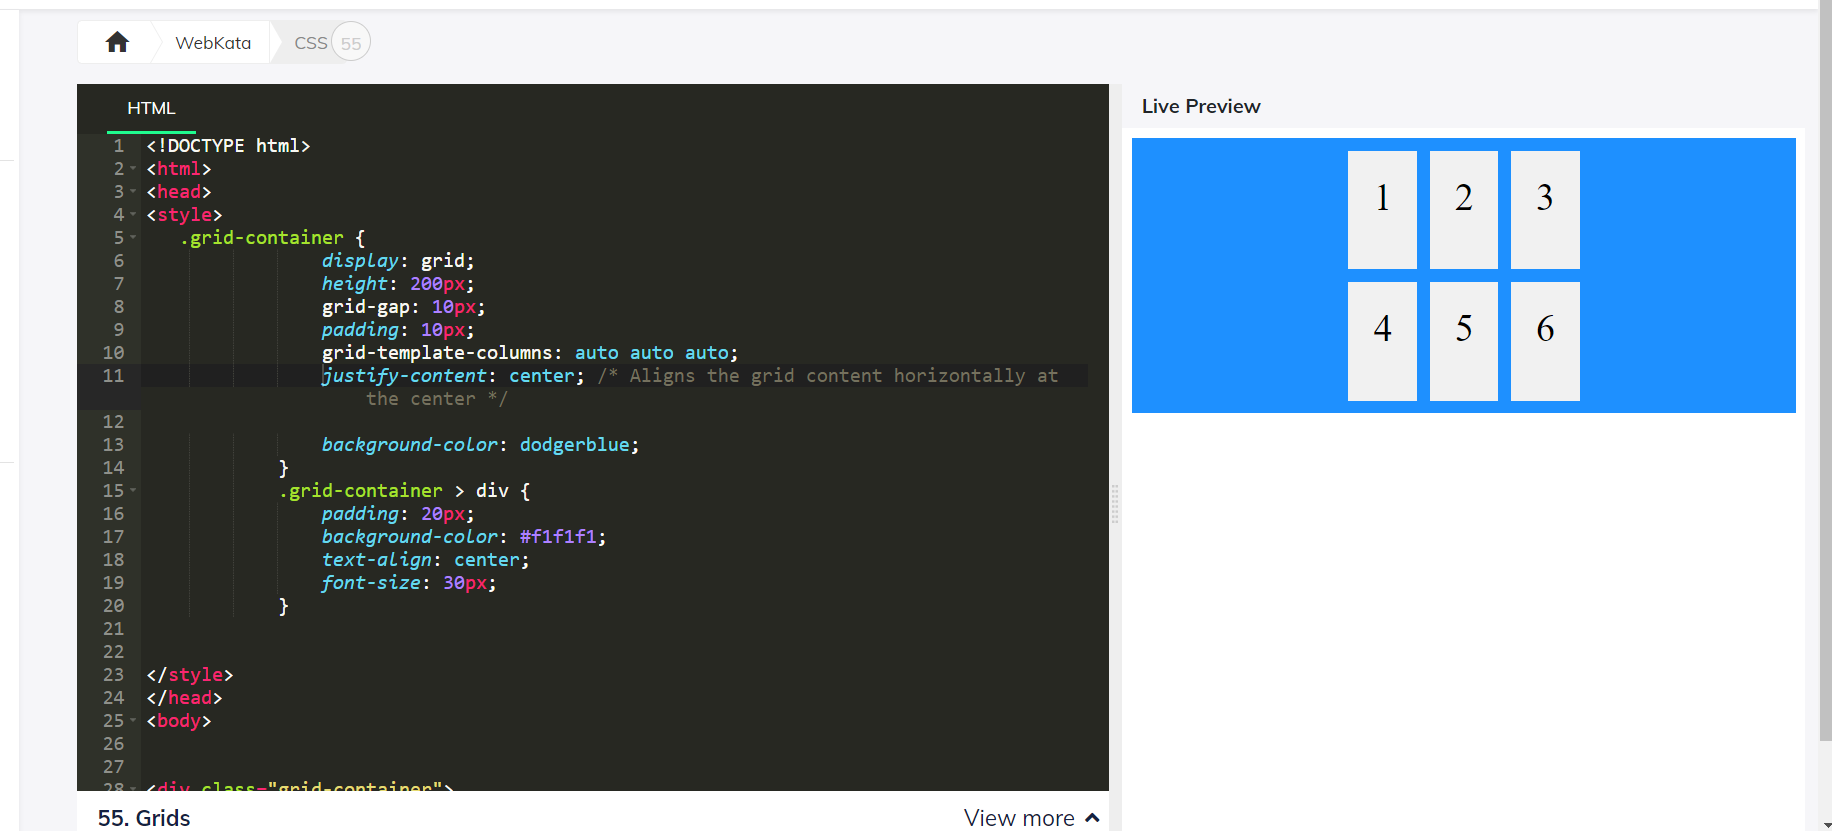 WebKata
CSS 55
HTML
1 <!DOCTYPE html>
2 <html>
3 <head>
4 <style>
5 .grid-container {
6 display: grid;
7 height: 200px;
8 grid-gap: 10px;
9 padding: 10px;
10 grid-template-columns: auto auto auto;
11 justify-content: center; /* Aligns the grid content horizontally at
the center */
12
13 background-color: dodgerblue;
14 }
15 .grid-container > div {
16 padding: 20px;
17 background-color: #f1f1f1;
18 text-align: center;
19 font-size: 30px;
20 }
21
22
23 </style>
24 </head>
25 <body>
26
27
28 <div class="grid-container">
55. Grids
View more
Live Preview
1 2 3
4 5 6